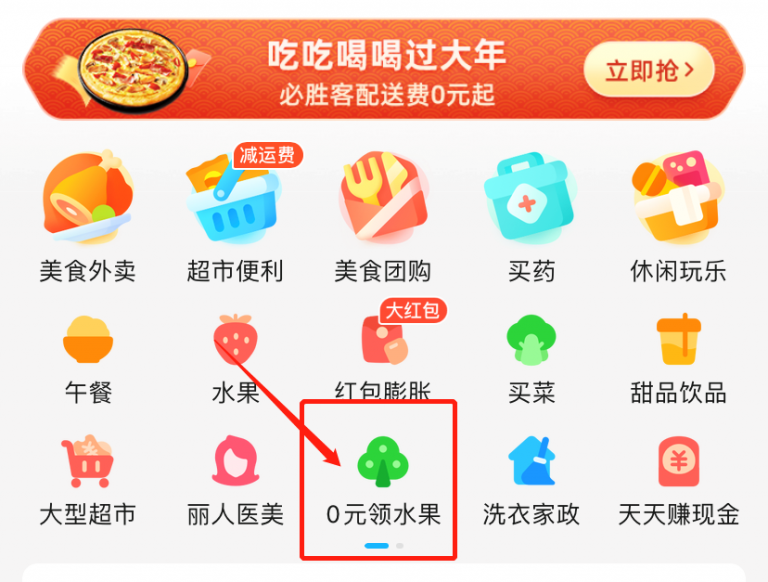 吃吃喝喝过大年
必胜客配送费0元起
立即抢>
减运费
美食外卖 超市便利 美食团购 买药 休闲玩乐
大红包
午餐 水果 红包膨胀 买菜 甜品饮品
¥
大型超市 丽人医美 0元领水果 洗衣家政 天天赚现金